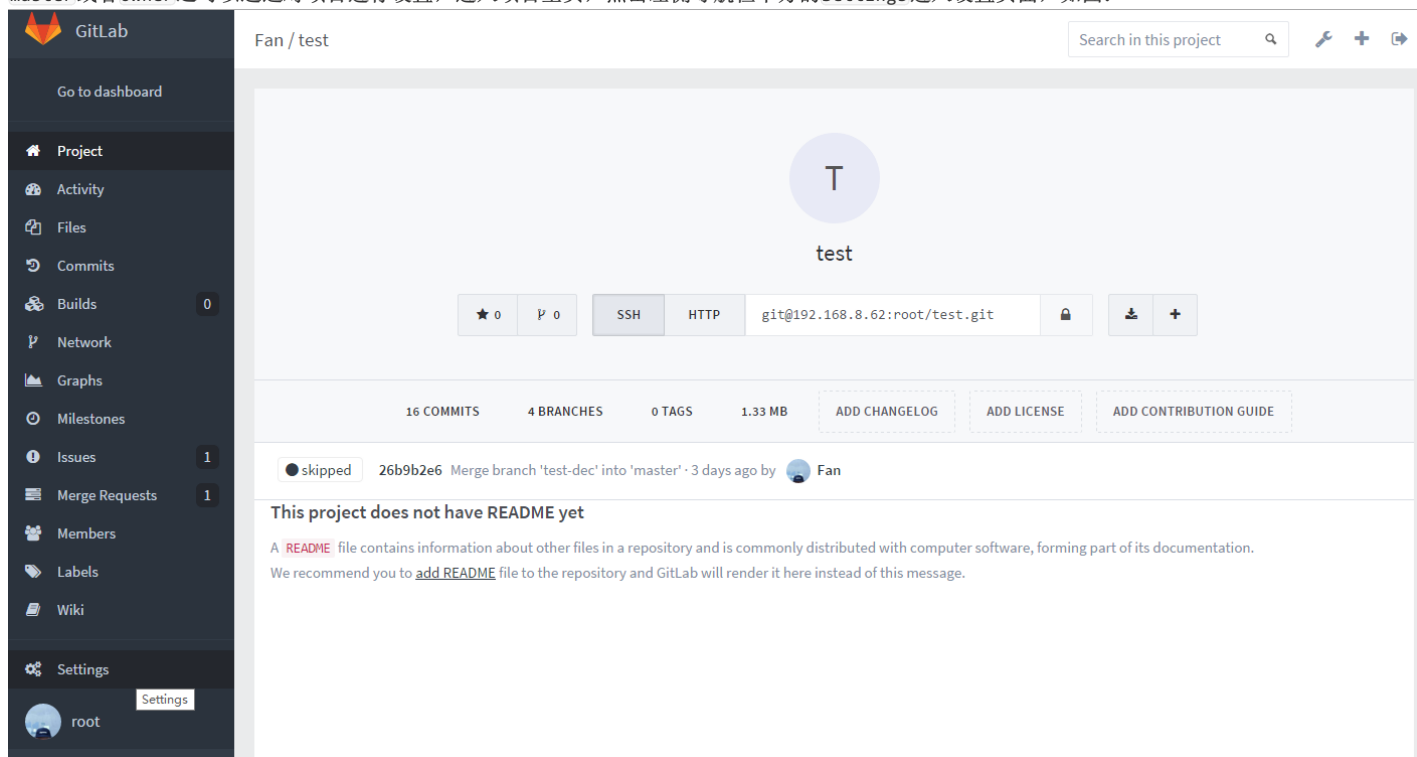 GitLab
Fan / test
Search in this project
Go to dashboard
Project
Activity
Files
Commits
Builds 0
Network
Graphs
Milestones
Issues 1
Merge Requests 1
Members
Labels
Wiki
Settings
Settings
root
T
test
0 0 SSH HTTP git@192.168.8.62:root/test.git
16 COMMITS 4 BRANCHES 0 TAGS 1.33 MB ADD CHANGELOG ADD LICENSE ADD CONTRIBUTION GUIDE
skipped 26b9b2e6 Merge branch 'test-dec' into 'master' · 3 days ago by Fan
This project does not have README yet
A README file contains information about other files in a repository and is commonly distributed with computer software, forming part of its documentation.
We recommend you to add README file to the repository and GitLab will render it here instead of this message.